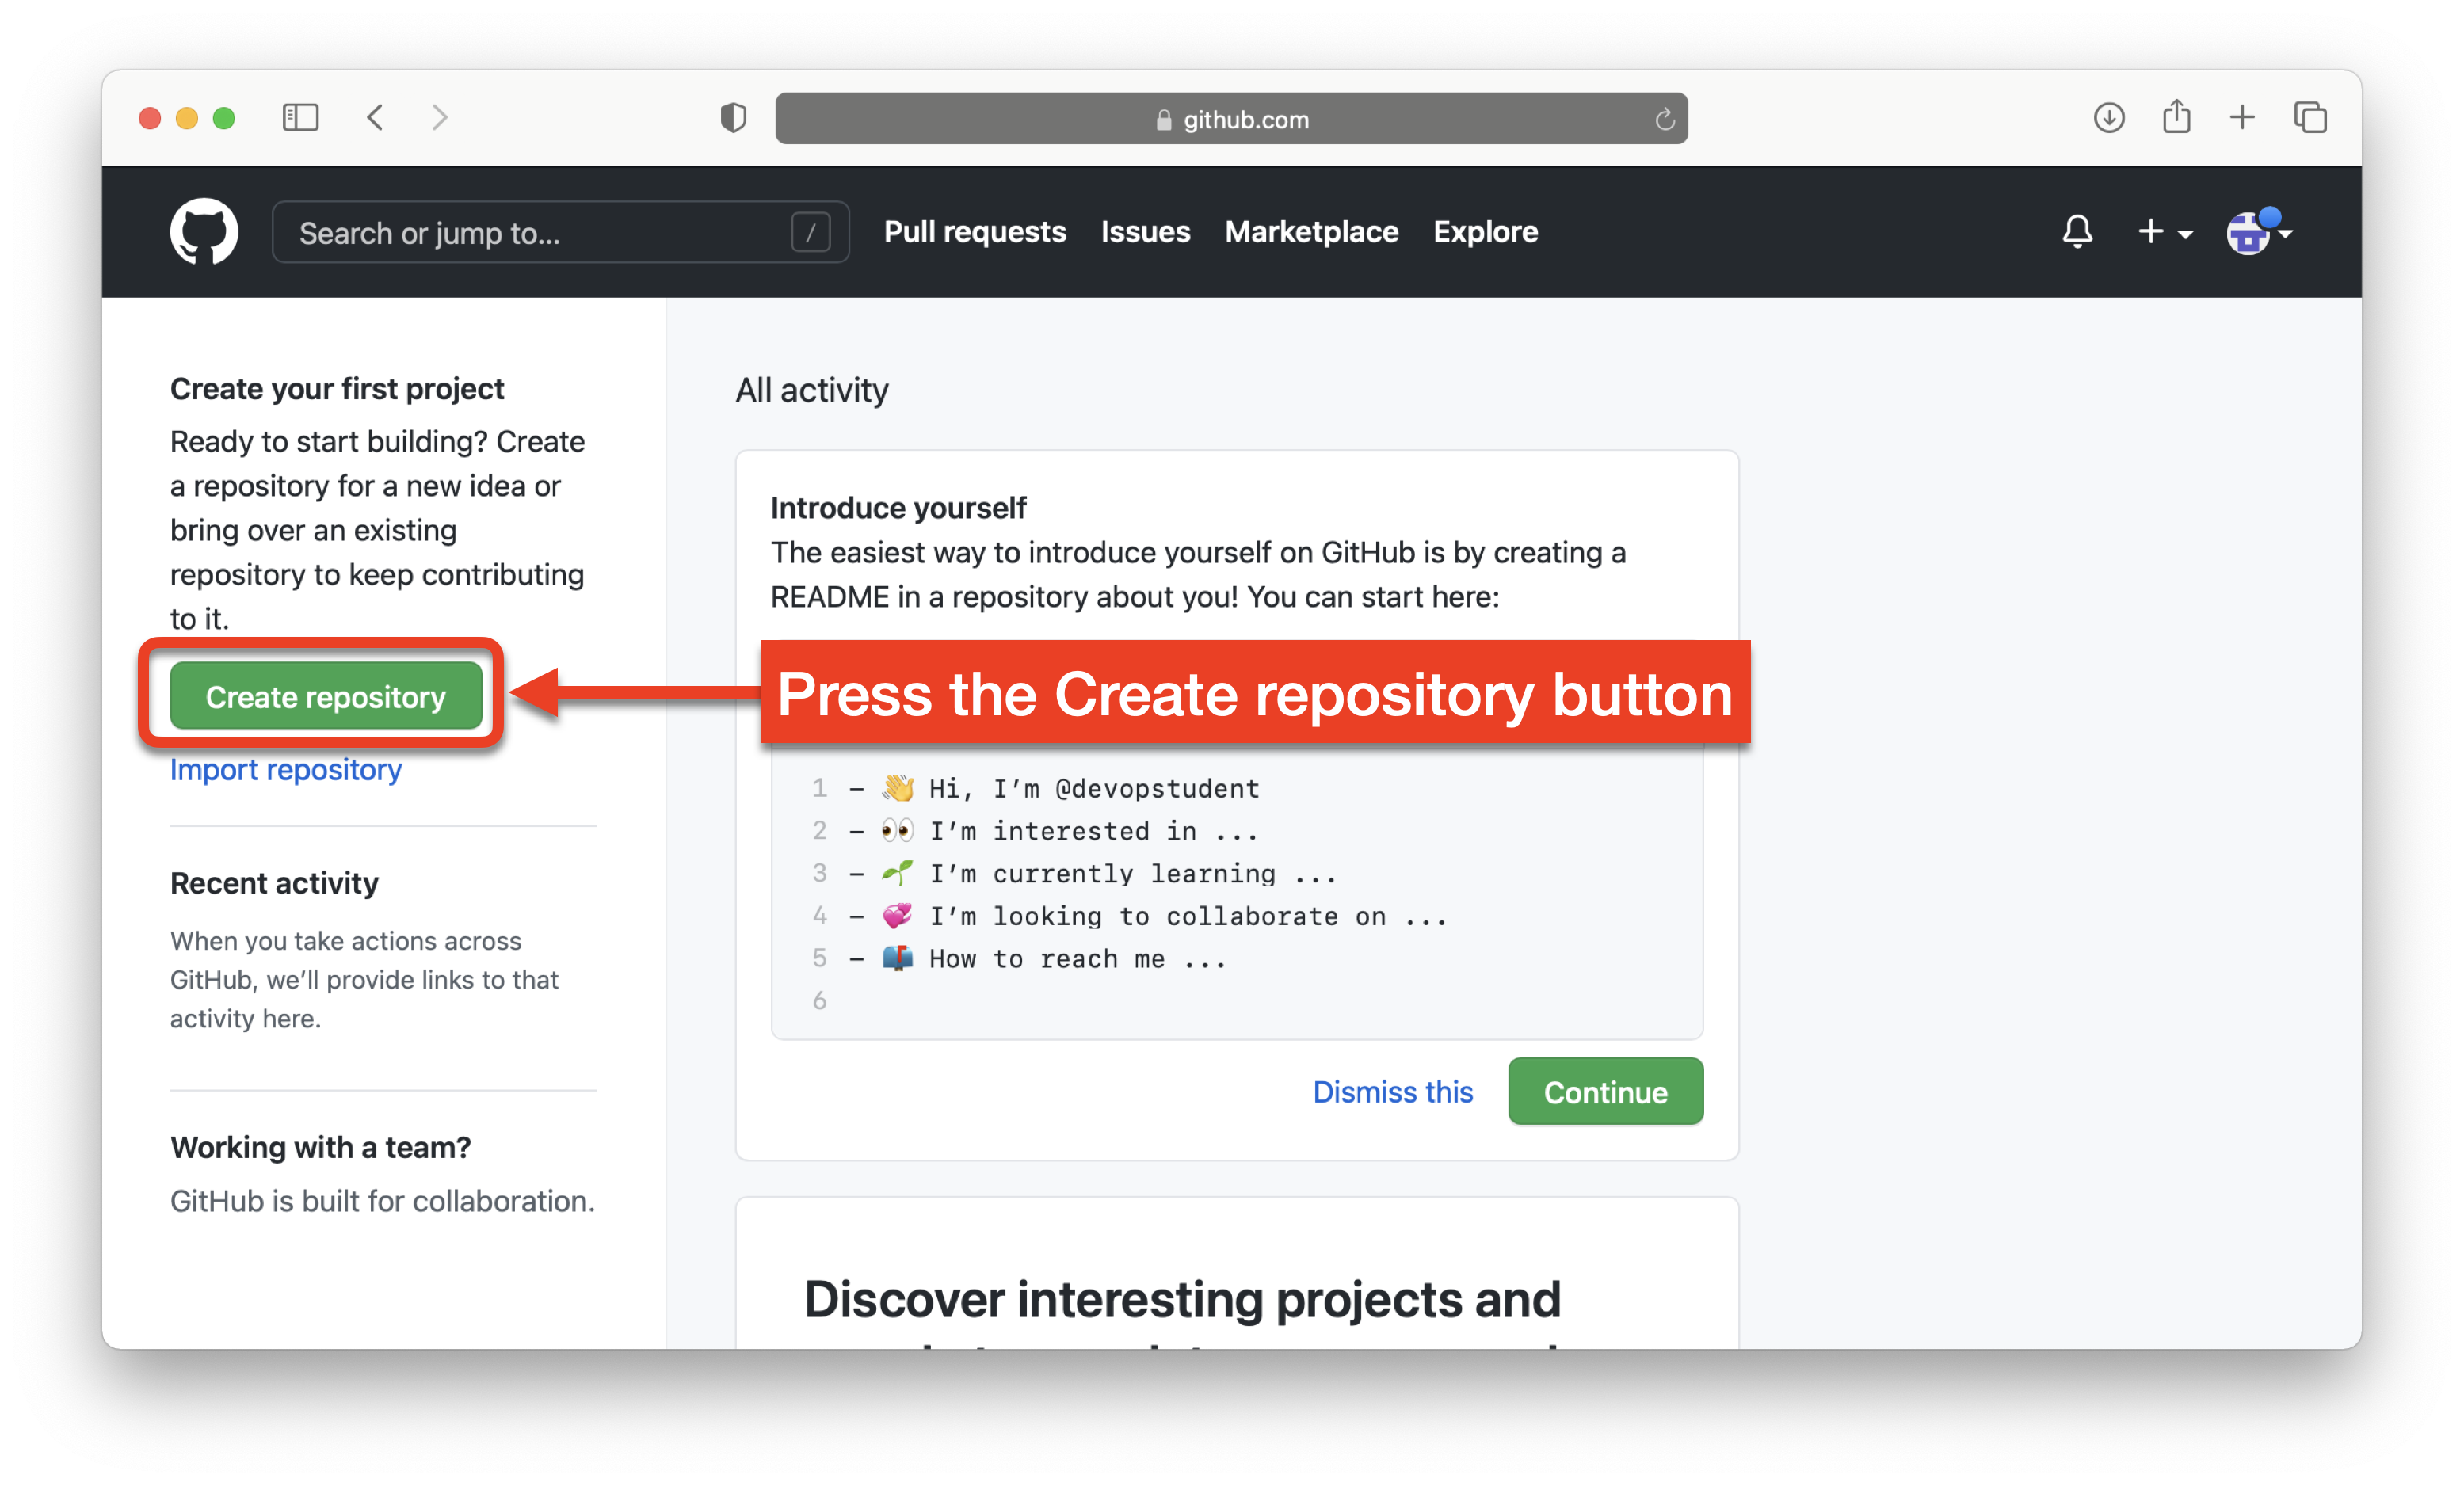 github.com
Search or jump to... /
Pull requests Issues Marketplace Explore
Create your first project
Ready to start building? Create
a repository for a new idea or
bring over an existing
repository to keep contributing
to it.
Create repository
Import repository
Recent activity
When you take actions across
GitHub, we’ll provide links to that
activity here.
Working with a team?
GitHub is built for collaboration.
All activity
Introduce yourself
The easiest way to introduce yourself on GitHub is by creating a
README in a repository about you! You can start here:
Press the Create repository button
1 – 👋 Hi, I’m @devopstudent
2 – 👀 I’m interested in ...
3 – 🌱 I’m currently learning ...
4 – 💞️ I’m looking to collaborate on ...
5 – 📫 How to reach me ...
6
Dismiss this Continue
Discover interesting projects and